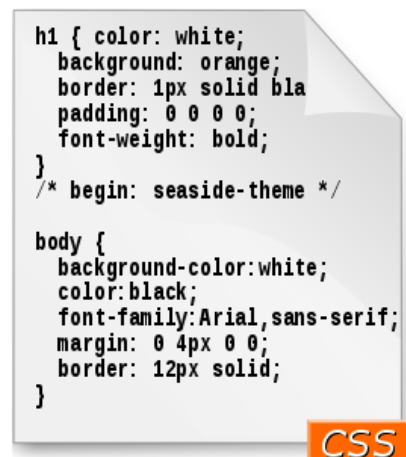 h1 { color: white;
background: orange;
border: 1px solid bla
padding: 0 0 0 0;
font-weight: bold;
}
/* begin: seaside-theme */
body {
background-color:white;
color:black;
font-family:Arial,sans-serif;
margin: 0 4px 0 0;
border: 12px solid;
}
CSS